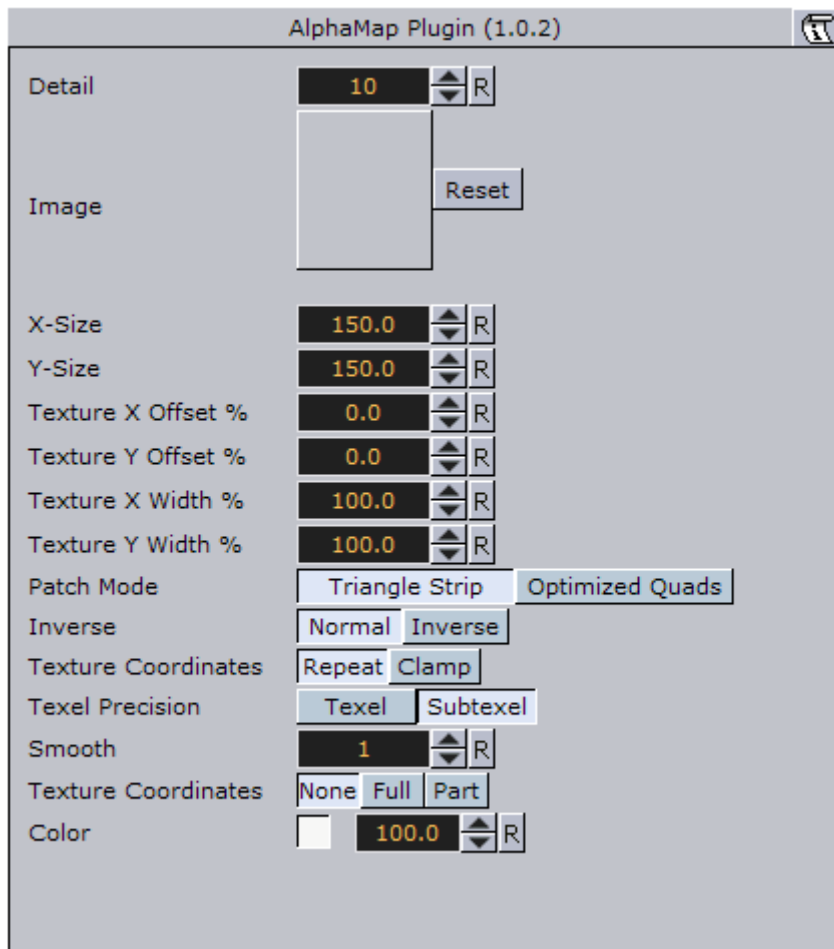 AlphaMap Plugin (1.0.2)
Detail 10 R
Image Reset
X-Size 150.0 R
Y-Size 150.0 R
Texture X Offset % 0.0 R
Texture Y Offset % 0.0 R
Texture X Width % 100.0 R
Texture Y Width % 100.0 R
Patch Mode Triangle Strip Optimized Quads
Inverse Normal Inverse
Texture Coordinates Repeat Clamp
Texel Precision Texel Subtexel
Smooth 1 R
Texture Coordinates None Full Part
Color 100.0 R